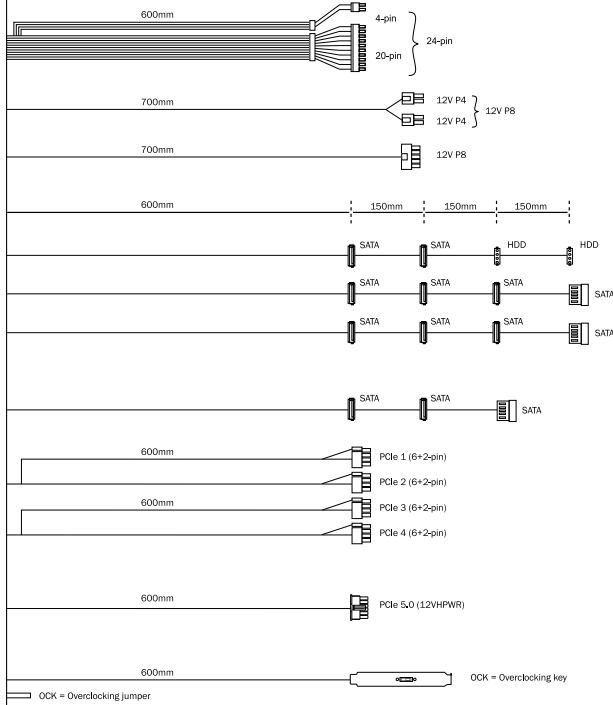 600mm
4-pin
20-pin
24-pin
700mm
12V P4
12V P4
12V P8
700mm
12V P8
600mm 150mm 150mm 150mm
SATA SATA HDD HDD
SATA SATA SATA SATA
SATA SATA SATA SATA
SATA SATA SATA
600mm
PCIe 1 (6+2-pin)
PCIe 2 (6+2-pin)
600mm
PCIe 3 (6+2-pin)
PCIe 4 (6+2-pin)
600mm
PCIe 5.0 (12VHPWR)
600mm
OCK = Overclocking key
OCK = Overclocking jumper